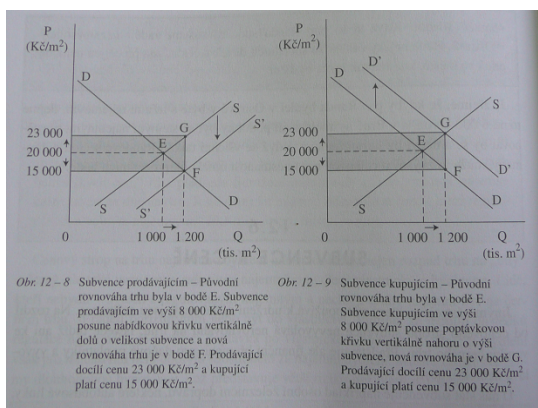 P
(Kč/m²)
D
S
S'
23 000
G
20 000
E
15 000
F
S
S'
D
0
1 000
1 200
Q
(tis. m²)
P
(Kč/m²)
D'
D
S
23 000
G
20 000
E
15 000
F
D'
S
D
0
1 000
1 200
Q
(tis. m²)
Obr. 12 – 8 Subvence prodávajícím – Původní
rovnováha trhu byla v bodě E. Subvence
prodávajícím ve výši 8 000 Kč/m²
posune nabídkovou křivku vertikálně
dolů o velikost subvence a nová
rovnováha trhu je v bodě F. Prodávající
docílí cenu 23 000 Kč/m² a kupující
platí cenu 15 000 Kč/m².
Obr. 12 – 9 Subvence kupujícím – Původní
rovnováha trhu byla v bodě E.
Subvence kupujícím ve výši
8 000 Kč/m² posune poptávkovou
křivku vertikálně nahoru o výši
subvence, nová rovnováha je v bodě G.
Prodávající docílí cenu 23 000 Kč/m²
a kupující platí cenu 15 000 Kč/m².